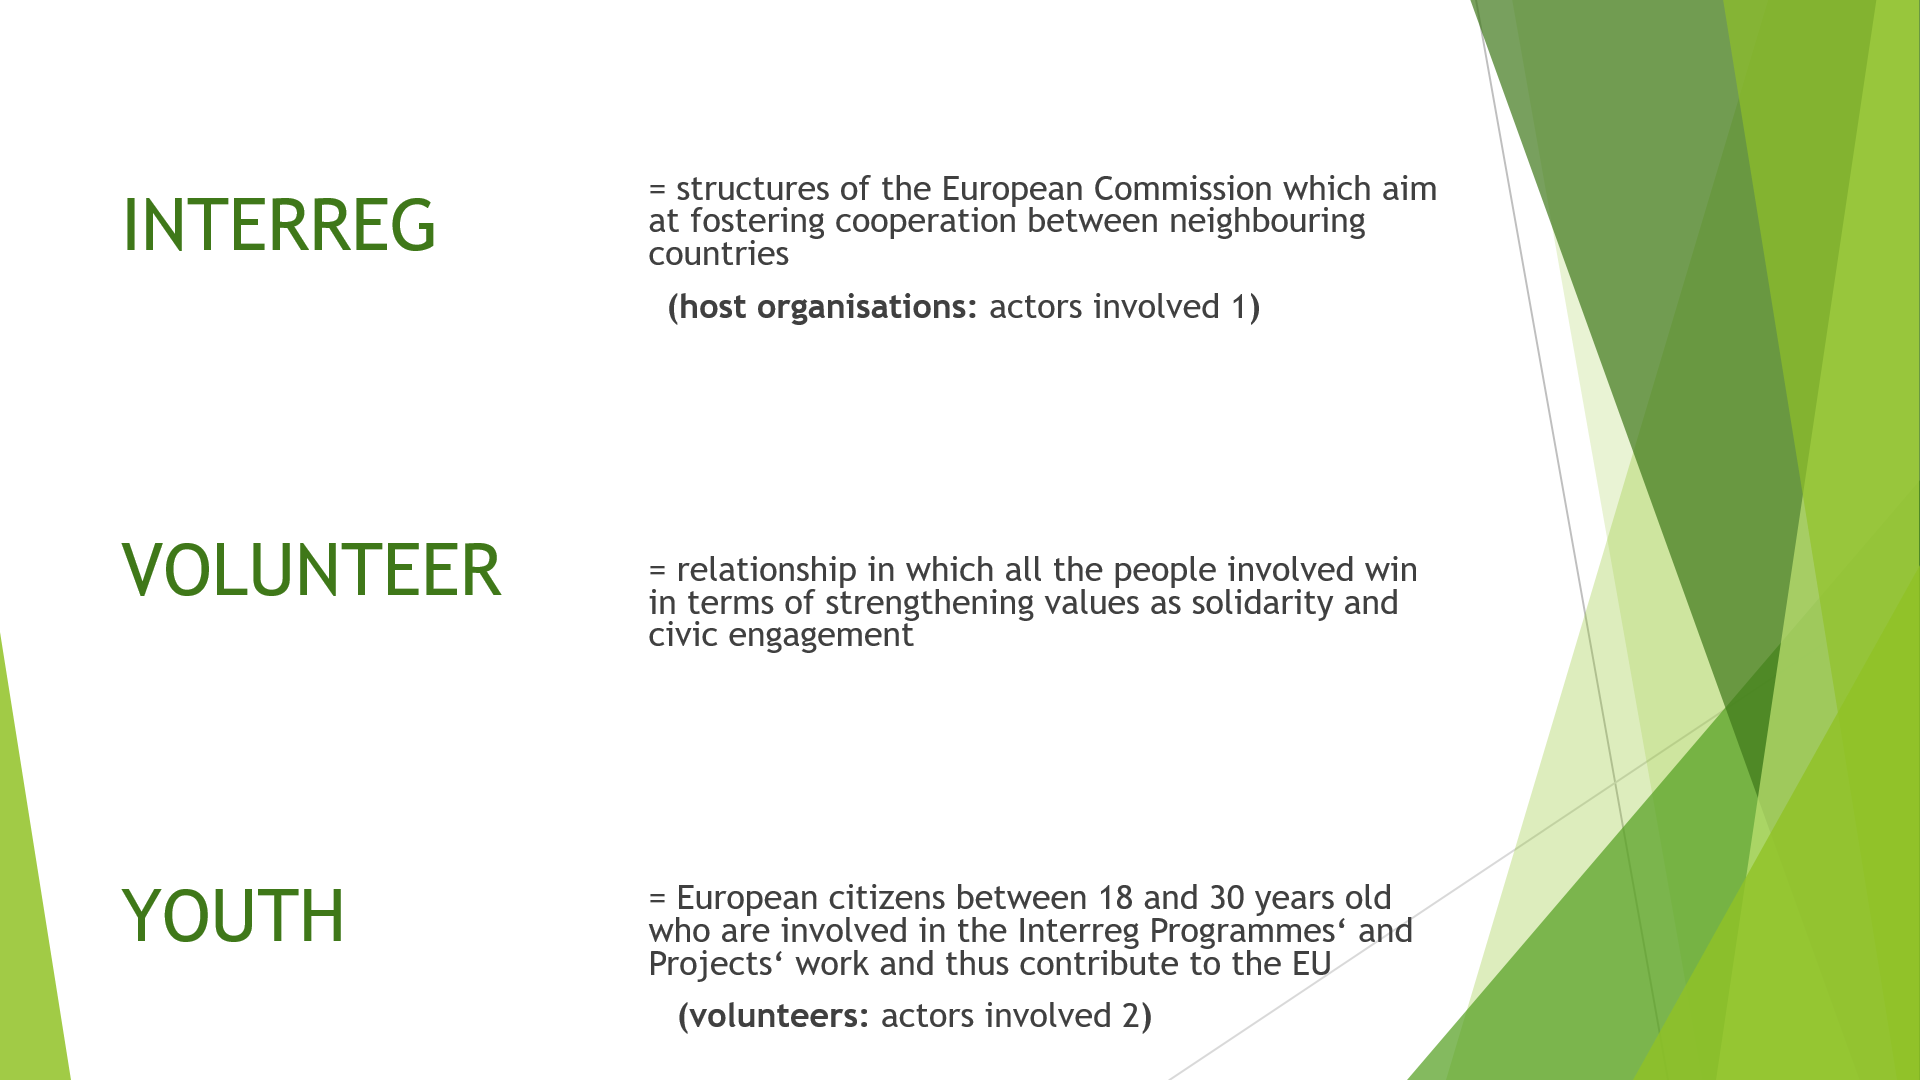 INTERREG
= structures of the European Commission which aim
at fostering cooperation between neighbouring
countries
(host organisations: actors involved 1)
VOLUNTEER
= relationship in which all the people involved win
in terms of strengthening values as solidarity and
civic engagement
YOUTH
= European citizens between 18 and 30 years old
who are involved in the Interreg Programmes‘ and
Projects‘ work and thus contribute to the EU
(volunteers: actors involved 2)